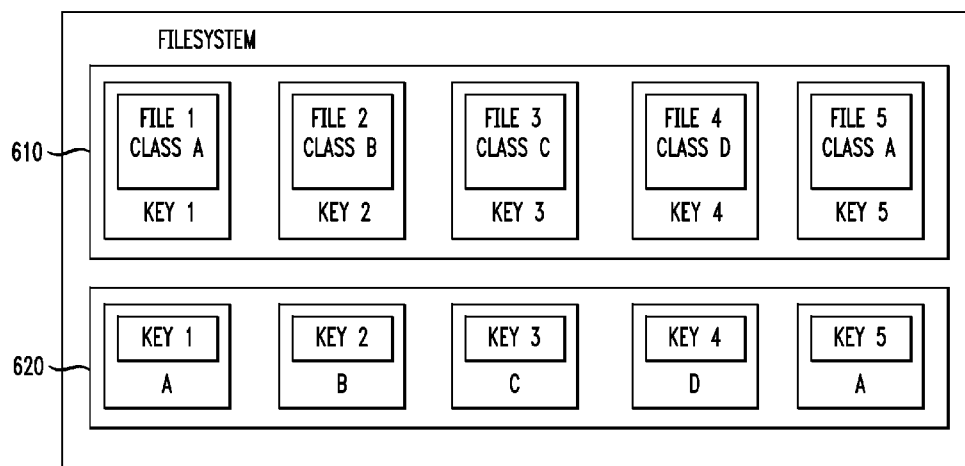 FILESYSTEM
610
FILE 1
CLASS A
KEY 1
FILE 2
CLASS B
KEY 2
FILE 3
CLASS C
KEY 3
FILE 4
CLASS D
KEY 4
FILE 5
CLASS A
KEY 5
620
KEY 1
A
KEY 2
B
KEY 3
C
KEY 4
D
KEY 5
A